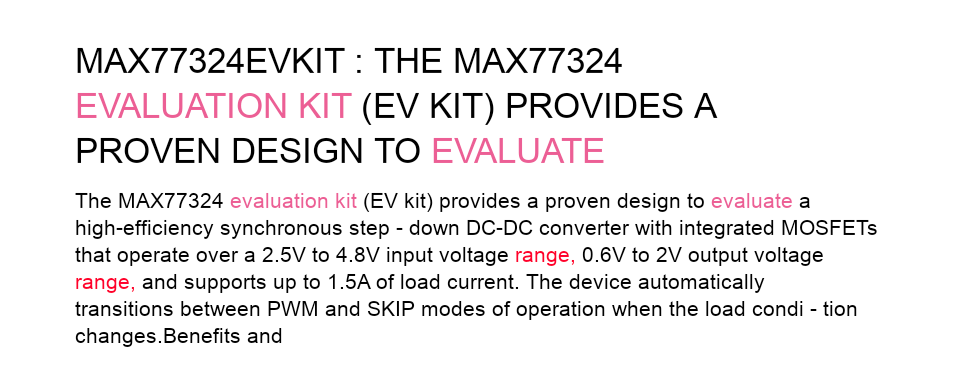 MAX77324EVKIT : THE MAX77324
EVALUATION KIT (EV KIT) PROVIDES A
PROVEN DESIGN TO EVALUATE
The MAX77324 evaluation kit (EV kit) provides a proven design to evaluate a
high-efficiency synchronous step - down DC-DC converter with integrated MOSFETs
that operate over a 2.5V to 4.8V input voltage range, 0.6V to 2V output voltage
range, and supports up to 1.5A of load current. The device automatically
transitions between PWM and SKIP modes of operation when the load condi - tion
changes.Benefits and